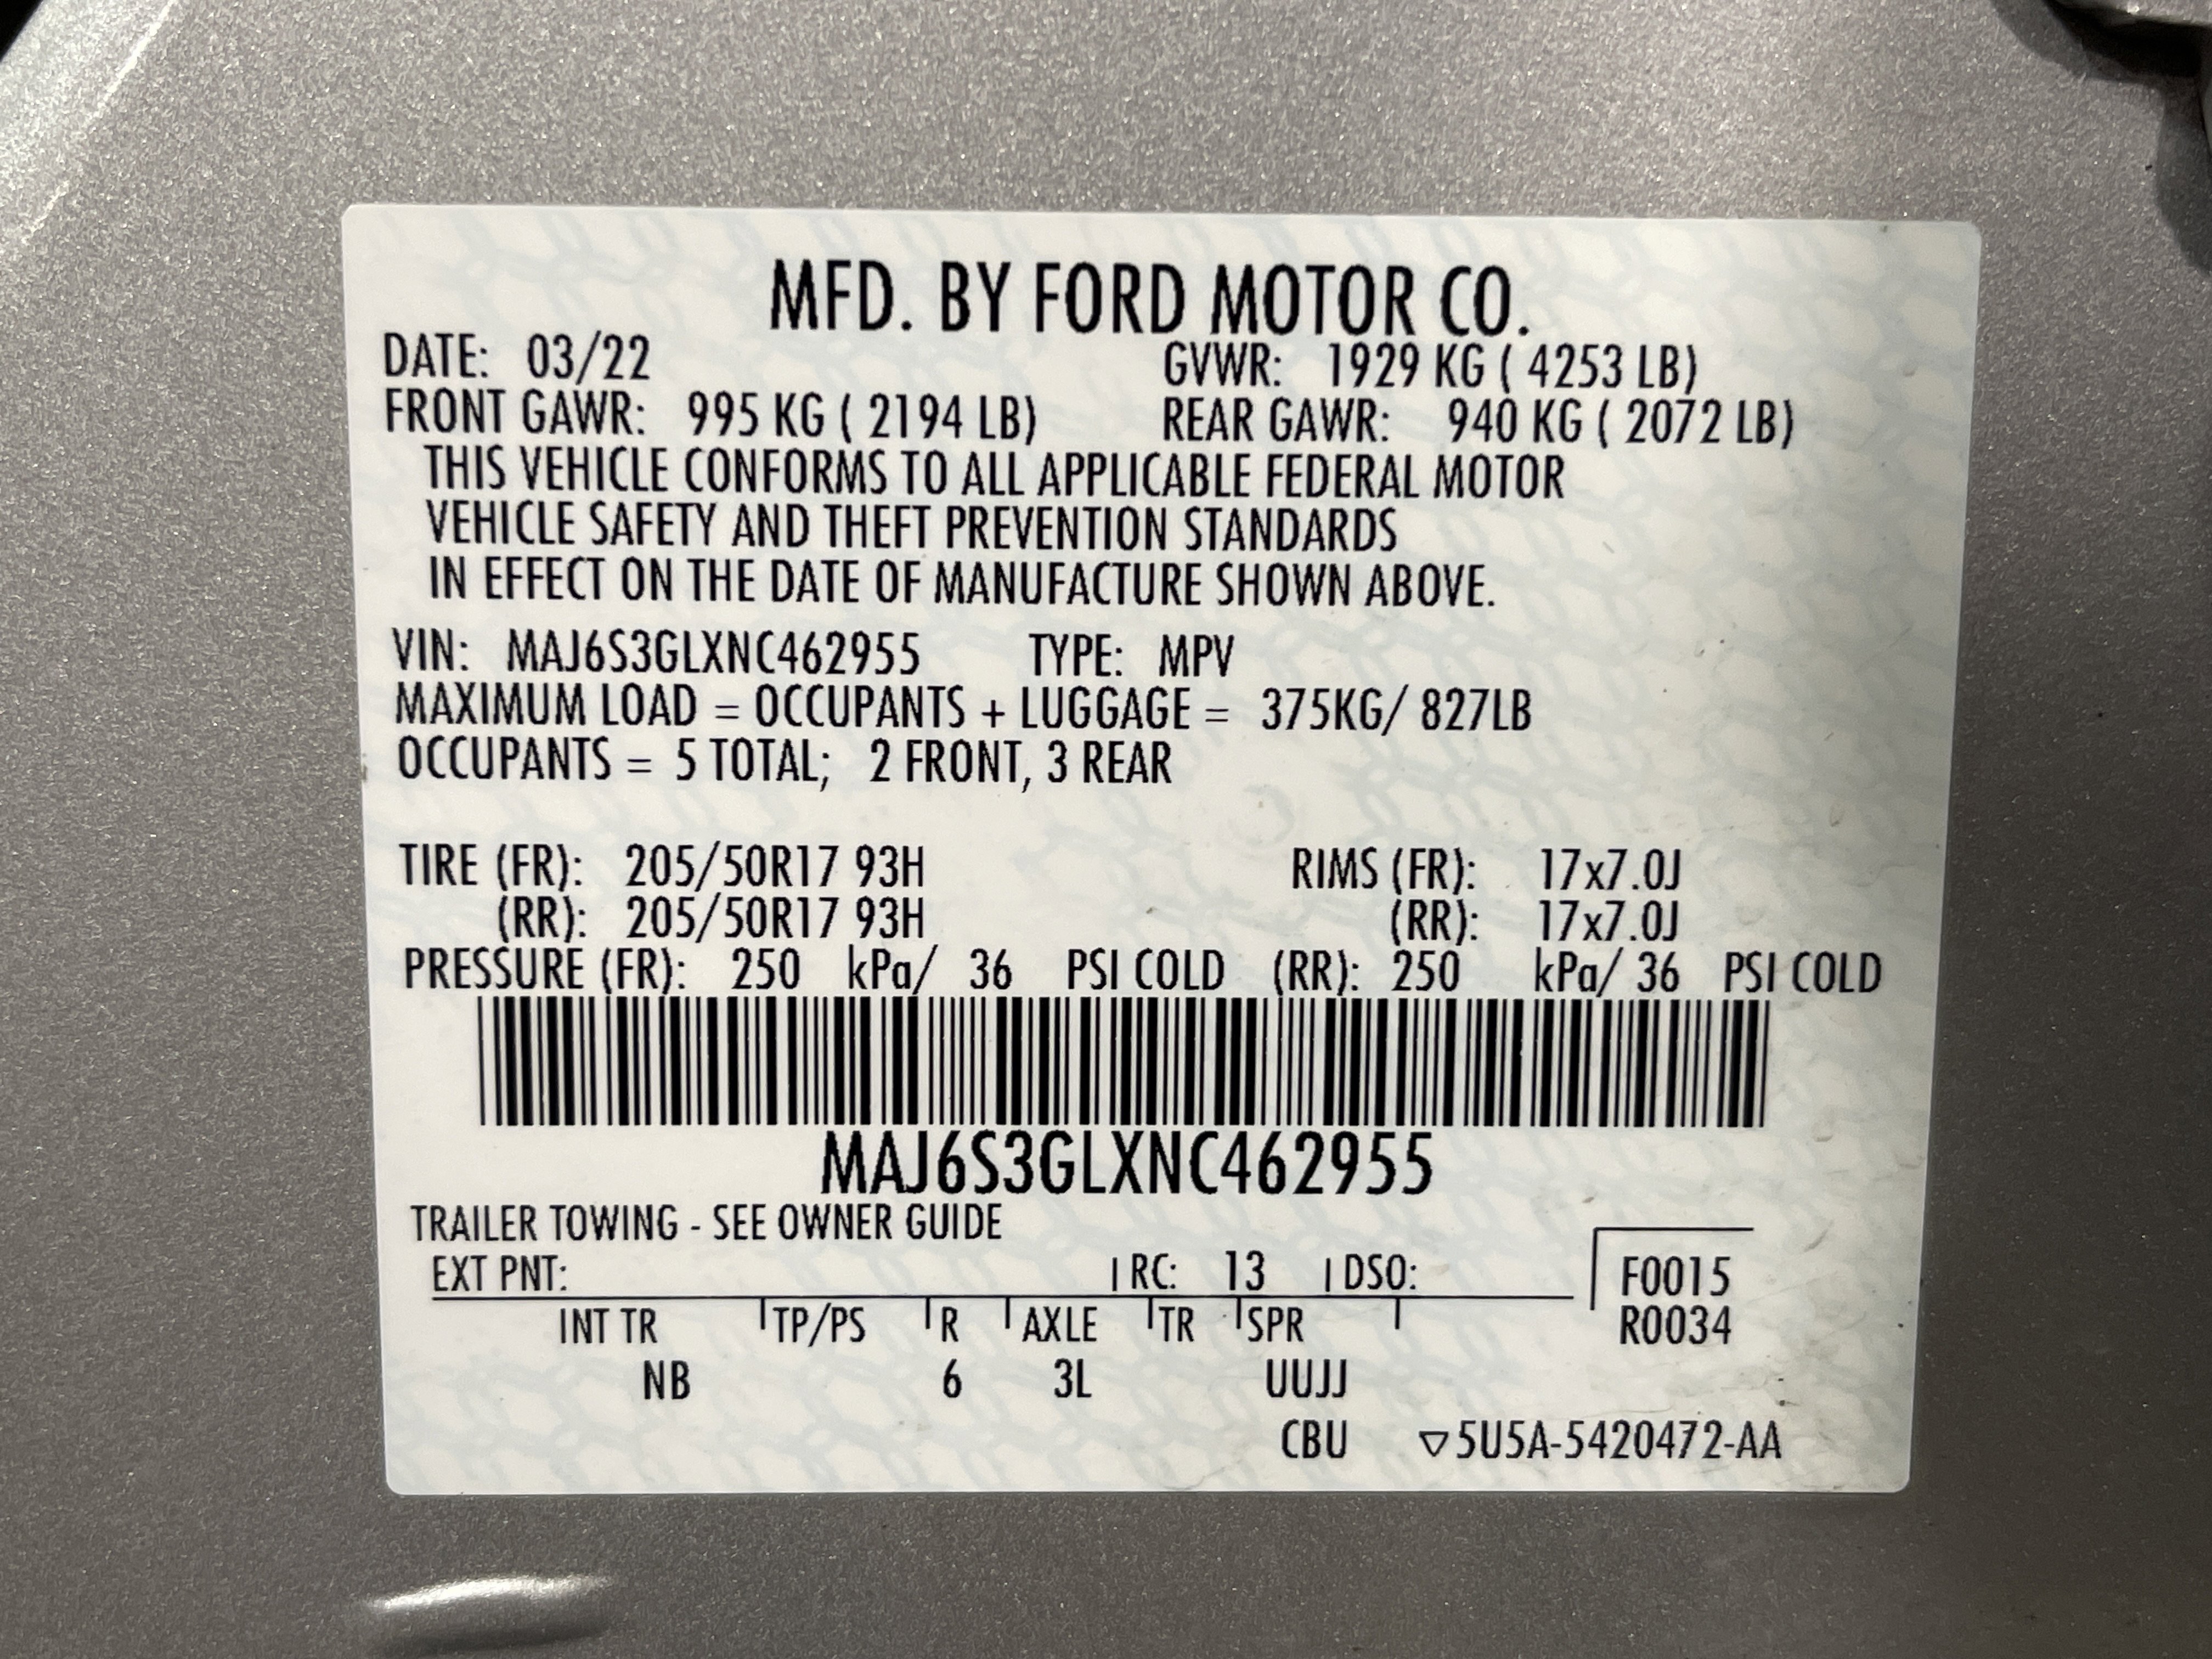 MFD. BY FORD MOTOR CO.
DATE: 03/22 GVWR: 1929 KG ( 4253 LB)
FRONT GAWR: 995 KG ( 2194 LB) REAR GAWR: 940 KG ( 2072 LB)
THIS VEHICLE CONFORMS TO ALL APPLICABLE FEDERAL MOTOR
VEHICLE SAFETY AND THEFT PREVENTION STANDARDS
IN EFFECT ON THE DATE OF MANUFACTURE SHOWN ABOVE.
VIN: MAJ6S3GLXNC462955 TYPE: MPV
MAXIMUM LOAD = OCCUPANTS + LUGGAGE = 375KG/ 827LB
OCCUPANTS = 5 TOTAL; 2 FRONT, 3 REAR
TIRE (FR): 205/50R17 93H RIMS (FR): 17x7.0J
(RR): 205/50R17 93H (RR): 17x7.0J
PRESSURE (FR): 250 kPa/ 36 PSI COLD (RR): 250 kPa/ 36 PSI COLD
MAJ6S3GLXNC462955
TRAILER TOWING - SEE OWNER GUIDE
EXT PNT: RC: 13 DSO: F0015
INT TR TP/PS R AXLE TR SPR R0034
NB 6 3L UUJJ
CBU ▽5U5A-5420472-AA